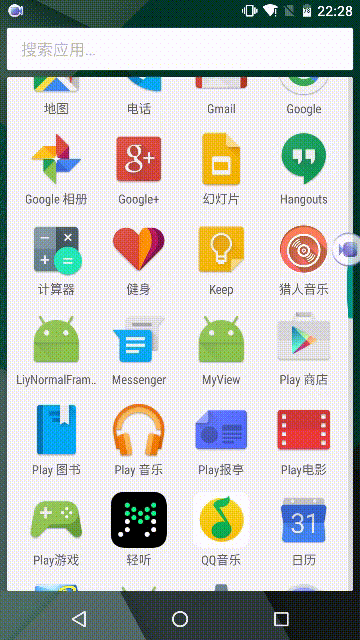 22:28
搜索应用...
地图 电话 Gmail Google
Google 相册 Google+ 幻灯片 Hangouts
计算器 健身 Keep 猎人音乐
LiyNormalFram.. Messenger MyView Play 商店
Play 图书 Play 音乐 Play报亭 Play电影
31
Play游戏 轻听 QQ音乐 日历